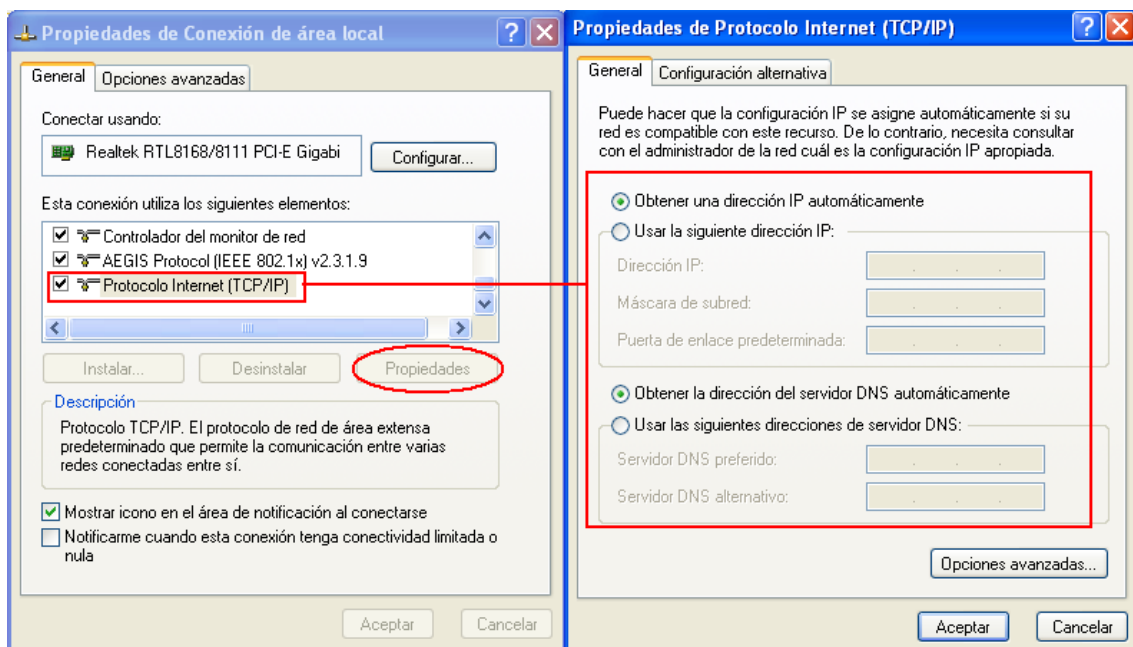 Propiedades de Conexión de área local
General
Opciones avanzadas
Conectar usando:
Realtek RTL8168/8111 PCI-E Gigabi
Configurar...
Esta conexión utiliza los siguientes elementos:
Controlador del monitor de red
AEGIS Protocol (IEEE 802.1x) v2.3.1.9
Protocolo Internet (TCP/IP)
Instalar...
Desinstalar
Propiedades
Descripción
Protocolo TCP/IP. El protocolo de red de área extensa
predeterminado que permite la comunicación entre varias
redes conectadas entre sí.
Mostrar icono en el área de notificación al conectarse
Notificarme cuando esta conexión tenga conectividad limitada o
nula
Aceptar
Cancelar
Propiedades de Protocolo Internet (TCP/IP)
General
Configuración alternativa
Puede hacer que la configuración IP se asigne automáticamente si su
red es compatible con este recurso. De lo contrario, necesita consultar
con el administrador de la red cuál es la configuración IP apropiada.
Obtener una dirección IP automáticamente
Usar la siguiente dirección IP:
Dirección IP:
Máscara de subred:
Puerta de enlace predeterminada:
Obtener la dirección del servidor DNS automáticamente
Usar las siguientes direcciones de servidor DNS:
Servidor DNS preferido:
Servidor DNS alternativo:
Opciones avanzadas...
Aceptar
Cancelar